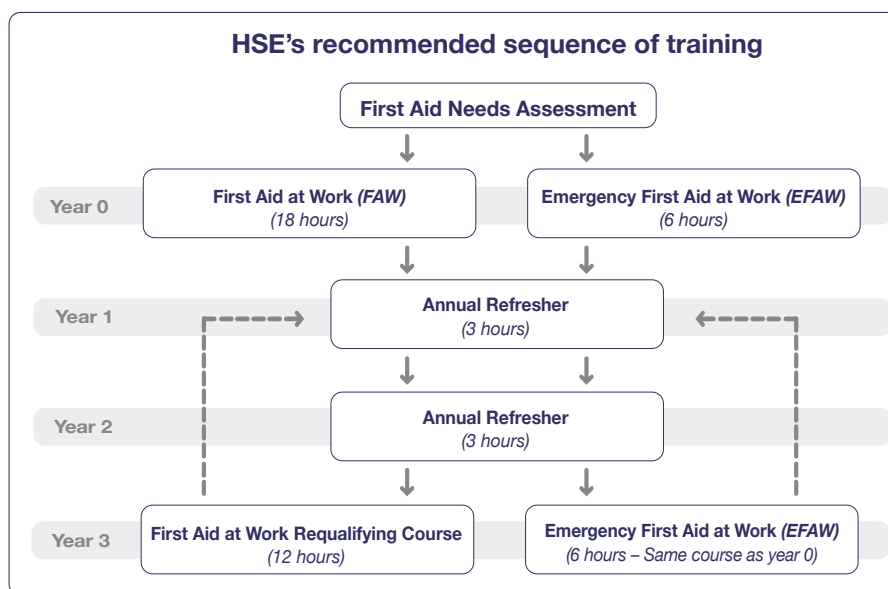 HSE’s recommended sequence of training
First Aid Needs Assessment
Year 0
First Aid at Work (FAW)
(18 hours)
Emergency First Aid at Work (EFAW)
(6 hours)
Year 1
Annual Refresher
(3 hours)
Year 2
Annual Refresher
(3 hours)
Year 3
First Aid at Work Requalifying Course
(12 hours)
Emergency First Aid at Work (EFAW)
(6 hours – Same course as year 0)